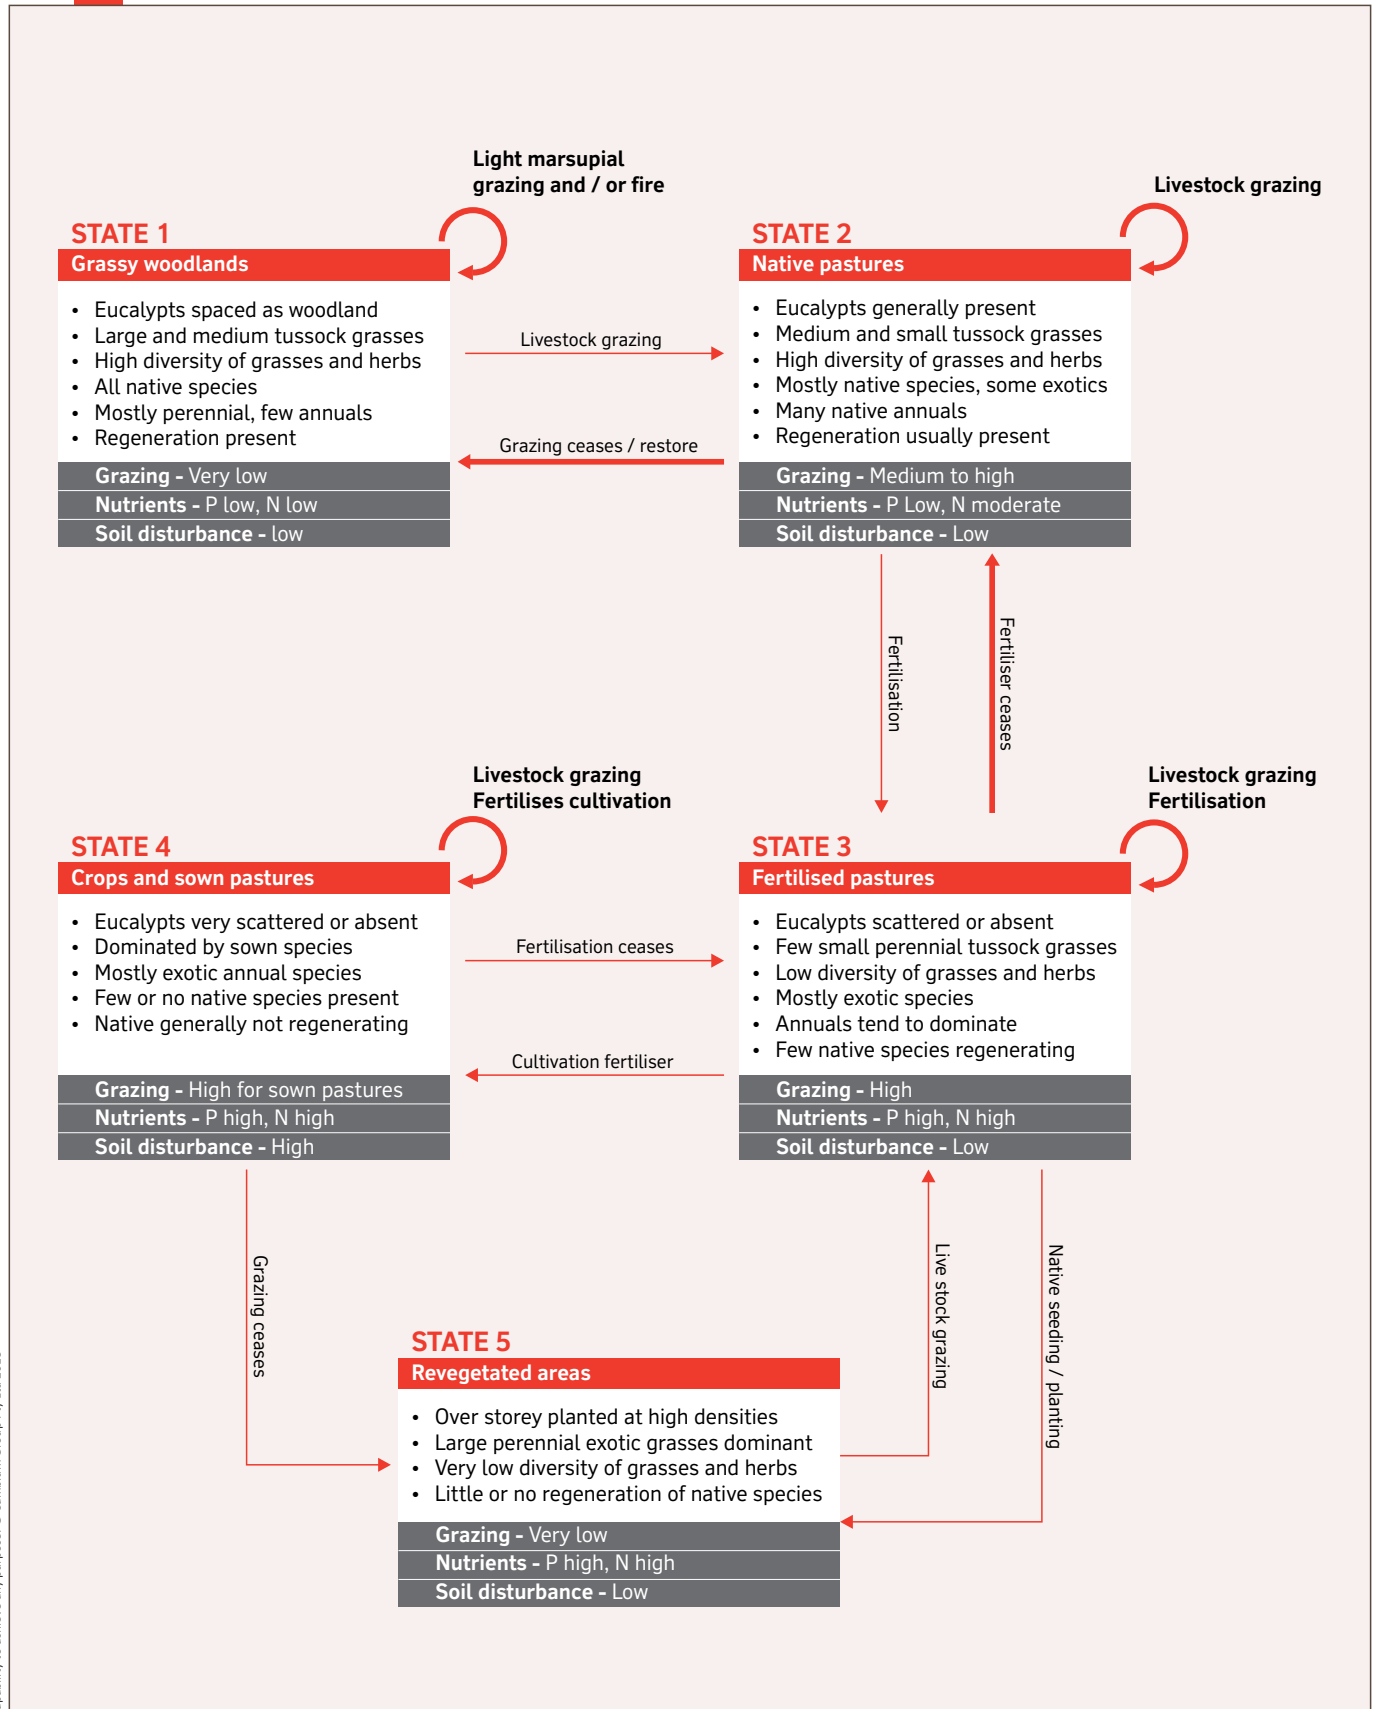 Light marsupial
grazing and / or fire
STATE 1
Grassy woodlands
• Eucalypts spaced as woodland
• Large and medium tussock grasses
• High diversity of grasses and herbs
• All native species
• Mostly perennial, few annuals
• Regeneration present
Grazing - Very low
Nutrients - P low, N low
Soil disturbance - low
Livestock grazing
Grazing ceases / restore
Livestock grazing
STATE 2
Native pastures
• Eucalypts generally present
• Medium and small tussock grasses
• High diversity of grasses and herbs
• Mostly native species, some exotics
• Many native annuals
• Regeneration usually present
Grazing - Medium to high
Nutrients - P Low, N moderate
Soil disturbance - Low
Fertilisation
Fertiliser ceases
Livestock grazing
Fertilises cultivation
STATE 4
Crops and sown pastures
• Eucalypts very scattered or absent
• Dominated by sown species
• Mostly exotic annual species
• Few or no native species present
• Native generally not regenerating
Grazing - High for sown pastures
Nutrients - P high, N high
Soil disturbance - High
Fertilisation ceases
Cultivation fertiliser
Livestock grazing
Fertilisation
STATE 3
Fertilised pastures
• Eucalypts scattered or absent
• Few small perennial tussock grasses
• Low diversity of grasses and herbs
• Mostly exotic species
• Annuals tend to dominate
• Few native species regenerating
Grazing - High
Nutrients - P high, N high
Soil disturbance - Low
Grazing ceases
Live stock grazing
Native seeding / planting
STATE 5
Revegetated areas
• Over storey planted at high densities
• Large perennial exotic grasses dominant
• Very low diversity of grasses and herbs
• Little or no regeneration of native species
Grazing - Very low
Nutrients - P high, N high
Soil disturbance - Low